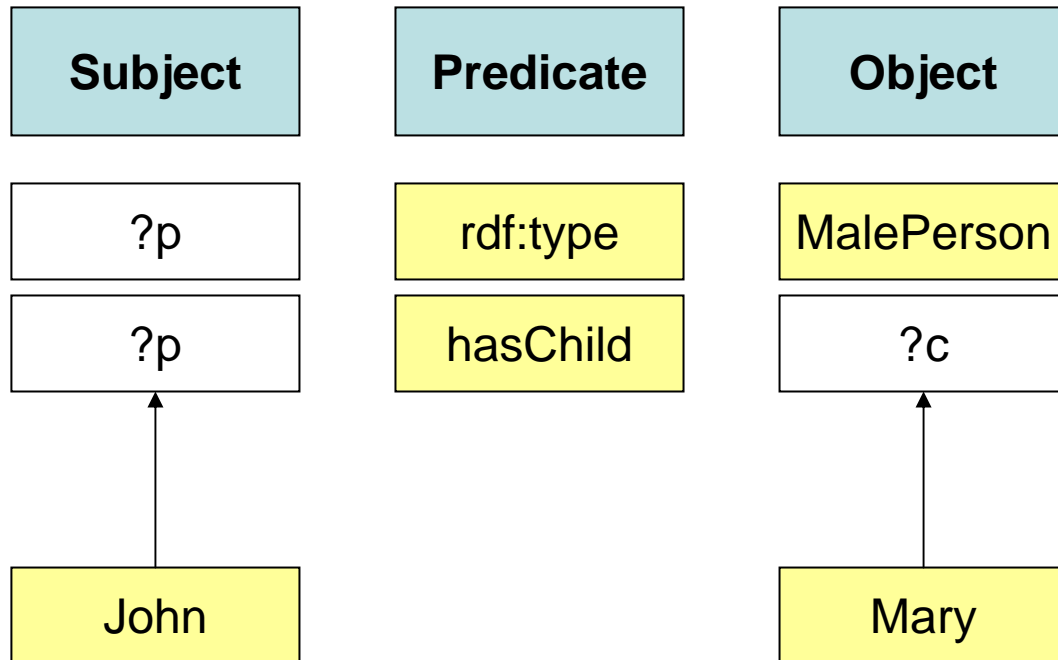 Subject Predicate Object
?p rdf:type MalePerson
?p hasChild ?c
John Mary